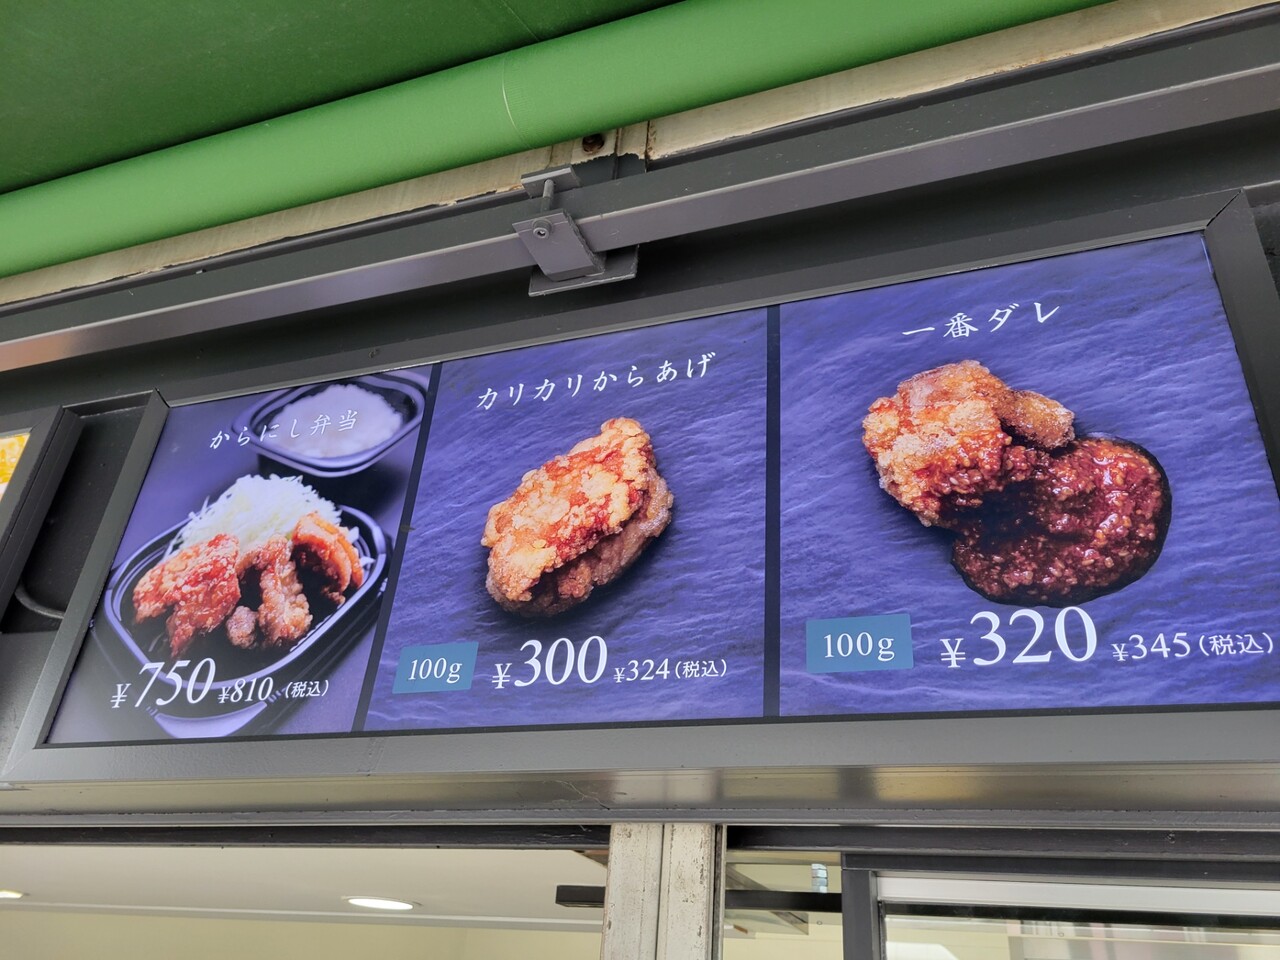 からにし弁当
¥750 ¥810(税込)
カリカリからあげ
100g ¥300 ¥324(税込)
一番ダレ
100g ¥320 ¥345(税込)